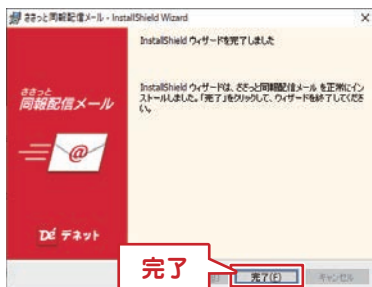 ささっと同報配信メール - InstallShield Wizard
InstallShield ウィザードを完了しました
InstallShield ウィザードは、ささっと同報配信メール を正常にイン
ストールしました。「完了」をクリックして、ウィザードを終了してくださ
い。
ささっと
同報配信メール
@
Dé デネット
完了
完了(F)
キャンセル